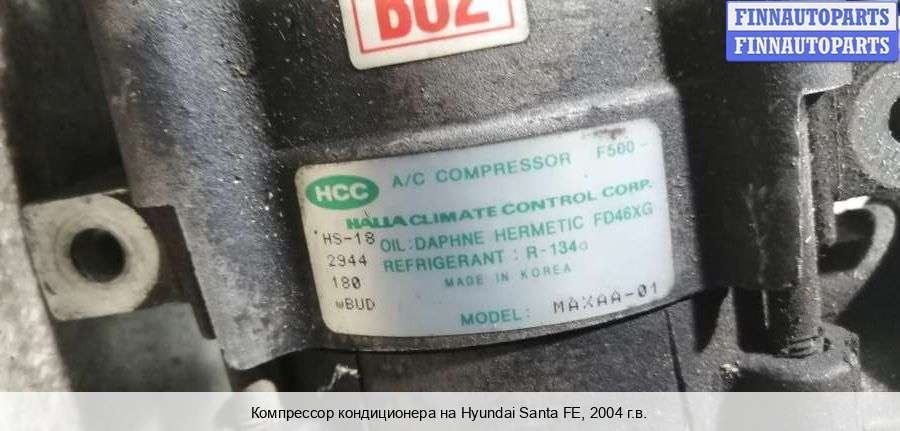 B02
FINNAUTOPARTS
FINNAUTOPARTS
HCC A/C COMPRESSOR F500-
HALLA CLIMATE CONTROL CORP.
HS-18 OIL:DAPHNE HERMETIC FD46XG
2944 REFRIGERANT : R-134a
180 MADE IN KOREA
wBUD MODEL: MAXAA-01
Компрессор кондиционера на Hyundai Santa FE, 2004 г.в.